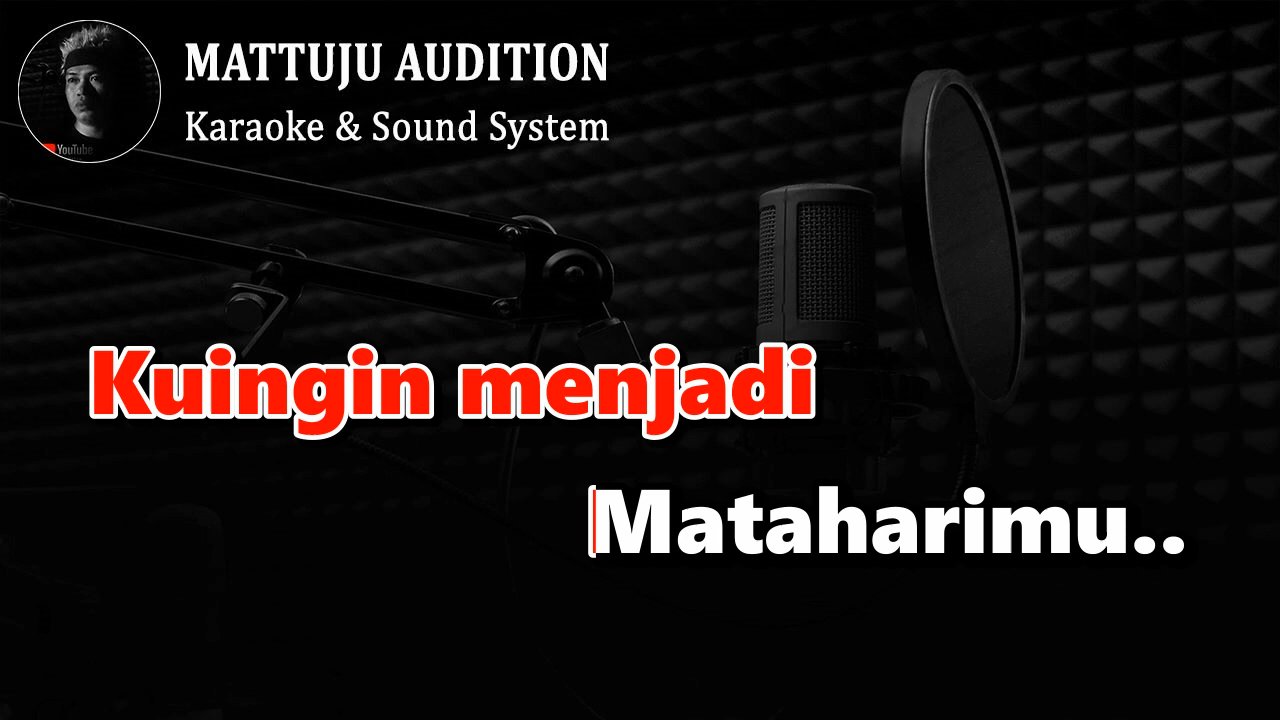 MATTUJU AUDITION
Karaoke & Sound System
YouTube
Kuingin menjadi
Mataharimu..